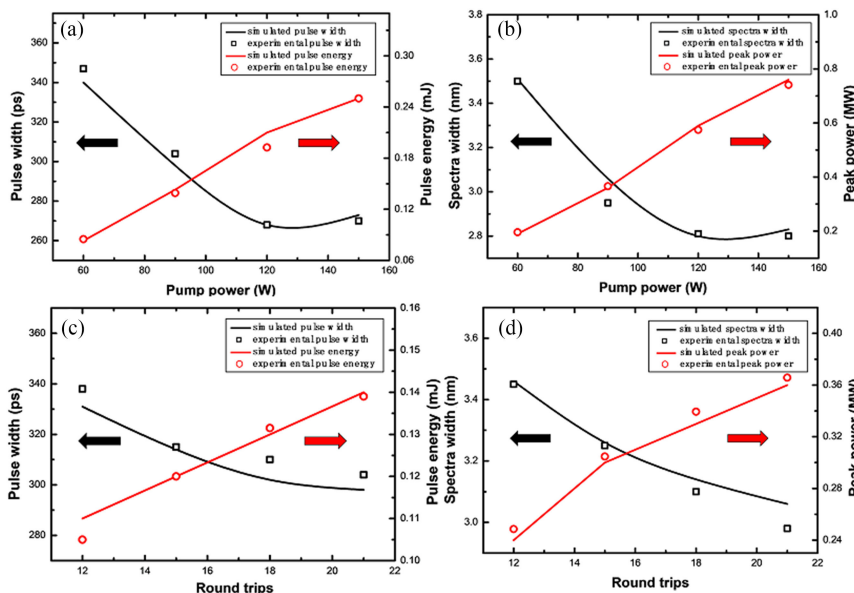 (a)
simulated pulse width
experimental pulse width
simulated pulse energy
experimental pulse energy
360
340
320
300
280
260
Pulse width (ps)
60
80
100
120
140
160
Pump power (W)
0.30
0.24
0.18
0.12
0.06
Pulse energy (mJ)
(b)
simulated spectra width
experimental spectra width
simulated peak power
experimental peak power
3.8
3.6
3.4
3.2
3.0
2.8
Spectra width (nm)
60
80
100
120
140
160
Pump power (W)
1.0
0.8
0.6
0.4
0.2
Peak power (MW)
(c)
simulated pulse width
experimental pulse width
simulated pulse energy
experimental pulse energy
360
340
320
300
280
Pulse width (ps)
12
14
16
18
20
22
Round trips
0.16
0.15
0.14
0.13
0.12
0.11
0.10
Pulse energy (mJ)
(d)
simulated spectra width
experimental spectra width
simulated peak power
experimental peak power
3.6
3.4
3.2
3.0
Spectra width (nm)
12
14
16
18
20
22
Round trips
0.40
0.36
0.32
0.28
0.24
Peak power (MW)